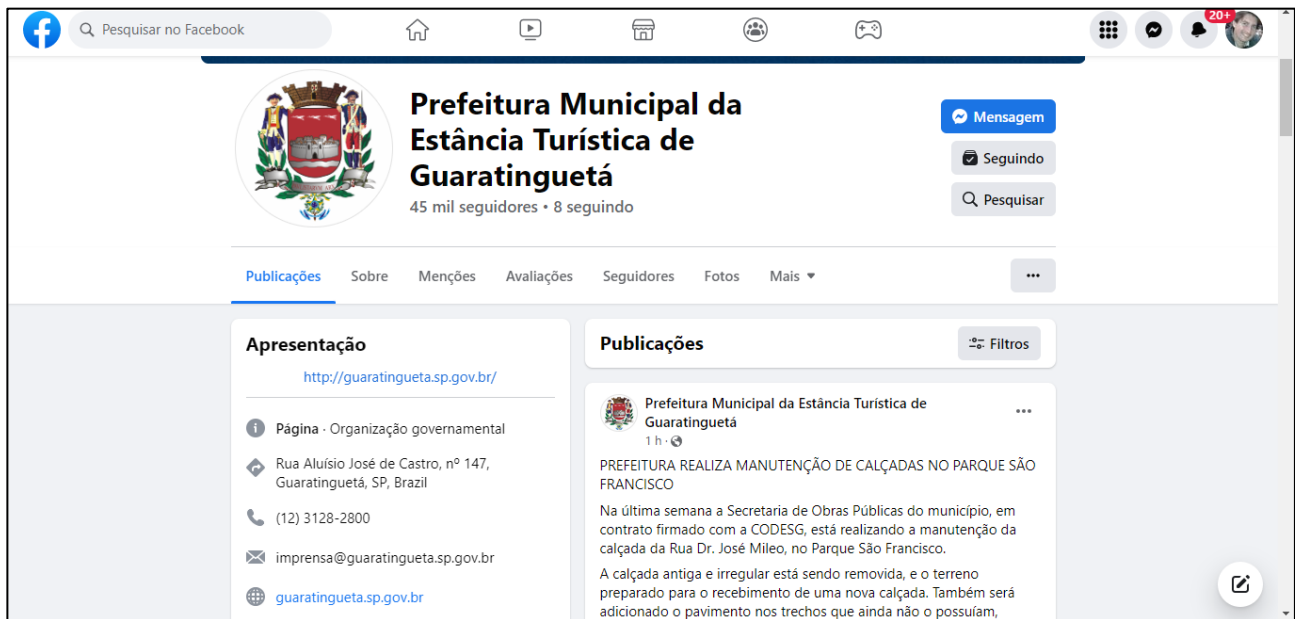 Pesquisar no Facebook
20+
Prefeitura Municipal da
Estância Turística de
Guaratinguetá
45 mil seguidores • 8 seguindo
Mensagem
Seguindo
Pesquisar
Publicações
Sobre
Menções
Avaliações
Seguidores
Fotos
Mais
Apresentação
http://guaratingueta.sp.gov.br/
Página · Organização governamental
Rua Aluísio José de Castro, nº 147,
Guaratinguetá, SP, Brazil
(12) 3128-2800
imprensa@guaratingueta.sp.gov.br
guaratingueta.sp.gov.br
Publicações
Filtros
Prefeitura Municipal da Estância Turística de
Guaratinguetá
1 h ·
PREFEITURA REALIZA MANUTENÇÃO DE CALÇADAS NO PARQUE SÃO
FRANCISCO
Na última semana a Secretaria de Obras Públicas do município, em
contrato firmado com a CODESG, está realizando a manutenção da
calçada da Rua Dr. José Mileo, no Parque São Francisco.
A calçada antiga e irregular está sendo removida, e o terreno
preparado para o recebimento de uma nova calçada. Também será
adicionado o pavimento nos trechos que ainda não o possuíam,